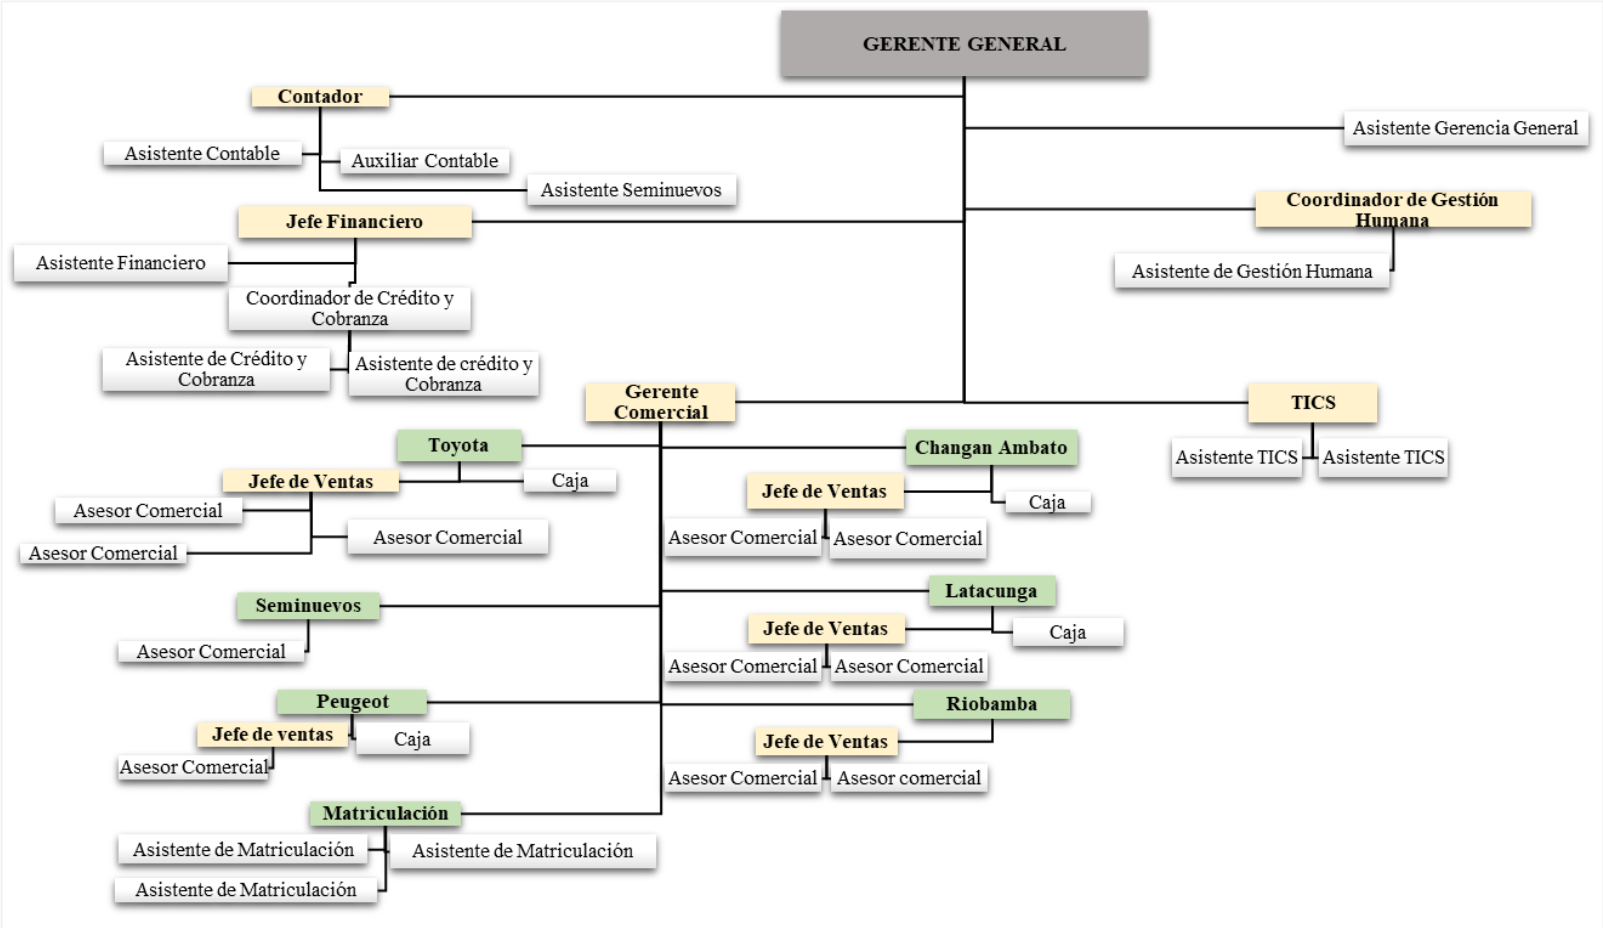 GERENTE GENERAL
Contador
Asistente Gerencia General
Asistente Contable
Auxiliar Contable
Asistente Seminuevos
Coordinador de Gestión
Humana
Jefe Financiero
Asistente Financiero
Asistente de Gestión Humana
Coordinador de Crédito y
Cobranza
Asistente de Crédito y
Cobranza
Asistente de crédito y
Cobranza
Gerente
Comercial
TICS
Asistente TICS
Asistente TICS
Toyota
Jefe de Ventas
Caja
Asesor Comercial
Asesor Comercial
Asesor Comercial
Changan Ambato
Jefe de Ventas
Caja
Asesor Comercial
Asesor Comercial
Seminuevos
Asesor Comercial
Latacunga
Jefe de Ventas
Caja
Asesor Comercial
Asesor Comercial
Peugeot
Jefe de ventas
Caja
Asesor Comercial
Riobamba
Jefe de Ventas
Asesor Comercial
Asesor comercial
Matriculación
Asistente de Matriculación
Asistente de Matriculación
Asistente de Matriculación